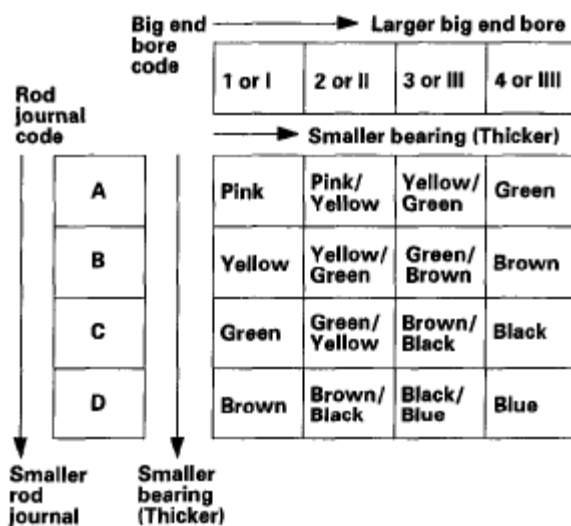 Big end bore code
Larger big end bore
1 or I
2 or II
3 or III
4 or IIII
Rod journal code
Smaller bearing (Thicker)
A
Pink
Pink/
Yellow
Yellow/
Green
Green
B
Yellow
Yellow/
Green
Green/
Brown
Brown
C
Green
Green/
Yellow
Brown/
Black
Black
D
Brown
Brown/
Black
Black/
Blue
Blue
Smaller
rod
journal
Smaller
bearing
(Thicker)